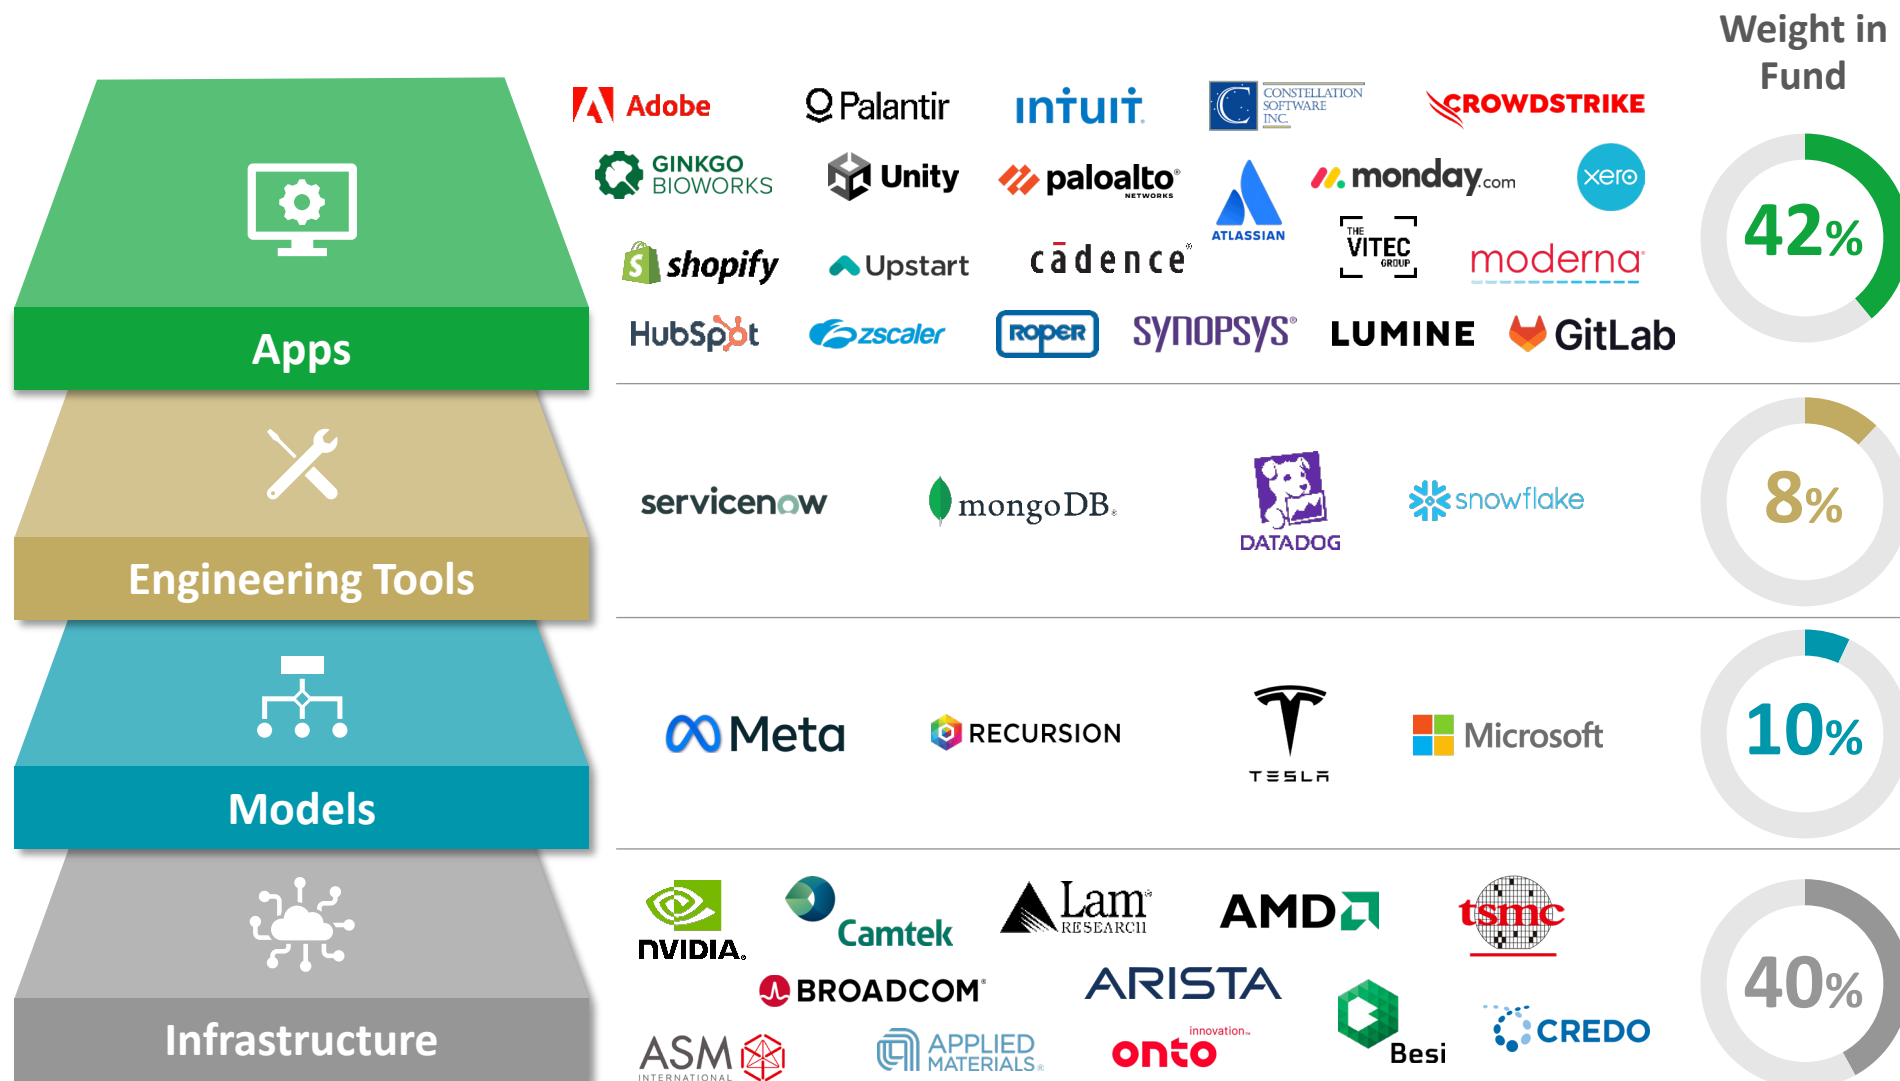 Weight in
Fund
Adobe
Palantir
intuit
CONSTELLATION
SOFTWARE
INC.
CROWDSTRIKE
GINKGO
BIOWORKS
Unity
paloalto®
NETWORKS
ATLASSIAN
monday.com
xero
shopify
Upstart
cādence®
THE
VITEC
GROUP
moderna
HubSpot
zscaler
ROPER
SYNOPSYS®
LUMINE
GitLab
42%
Apps
servicenow
mongoDB®
DATADOG
snowflake
8%
Engineering Tools
Meta
RECURSION
TESLA
Microsoft
10%
Models
NVIDIA®
Camtek
Lam®
RESEARCH
AMD
tsmc
BROADCOM®
ARISTA
ASM
INTERNATIONAL
APPLIED
MATERIALS®
innovation™
onto
Besi
CREDO
40%
Infrastructure